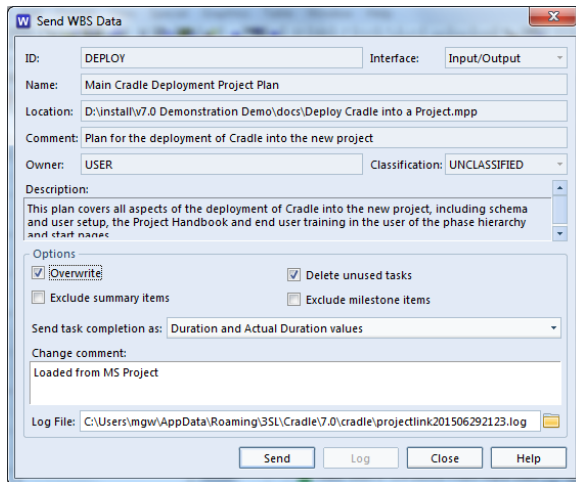 Send WBS Data
ID: DEPLOY Interface: Input/Output
Name: Main Cradle Deployment Project Plan
Location: D:\install\v7.0 Demonstration Demo\docs\Deploy Cradle into a Project.mpp
Comment: Plan for the deployment of Cradle into the new project
Owner: USER Classification: UNCLASSIFIED
Description:
This plan covers all aspects of the deployment of Cradle into the new project, including schema
and user setup, the Project Handbook and end user training in the user of the phase hierarchy
and start pages
Options
Overwrite Delete unused tasks
Exclude summary items Exclude milestone items
Send task completion as: Duration and Actual Duration values
Change comment:
Loaded from MS Project
Log File: C:\Users\mgw\AppData\Roaming\3SL\Cradle\7.0\cradle\projectlink201506292123.log
Send Log Close Help